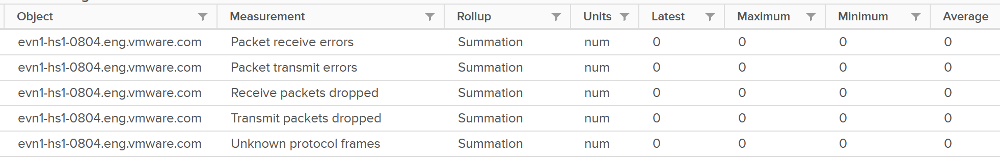 Object Measurement Rollup Units Latest Maximum Minimum Average
evn1-hs1-0804.eng.vmware.com Packet receive errors Summation num 0 0 0 0
evn1-hs1-0804.eng.vmware.com Packet transmit errors Summation num 0 0 0 0
evn1-hs1-0804.eng.vmware.com Receive packets dropped Summation num 0 0 0 0
evn1-hs1-0804.eng.vmware.com Transmit packets dropped Summation num 0 0 0 0
evn1-hs1-0804.eng.vmware.com Unknown protocol frames Summation num 0 0 0 0